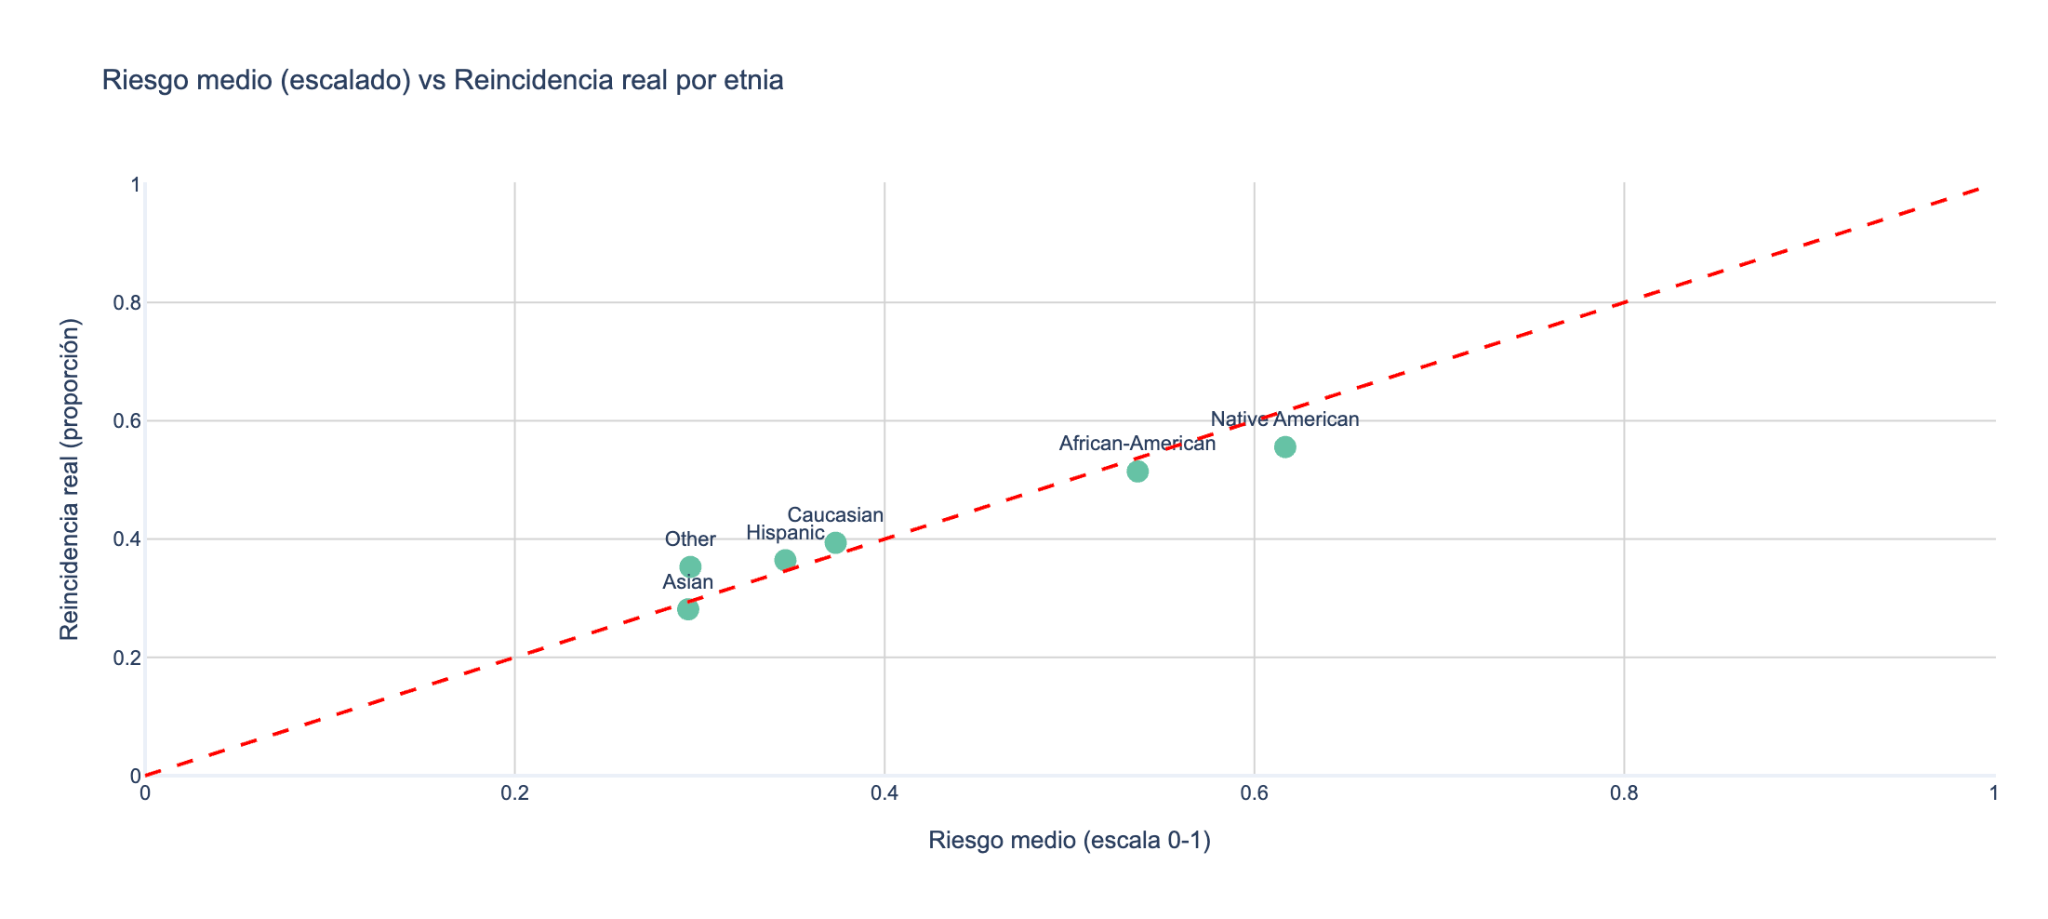 Riesgo medio (escalado) vs Reincidencia real por etnia
1
0.8
0.6
0.4
0.2
0
Reincidencia real (proporción)
Native American
African-American
Caucasian
Hispanic
Other
Asian
0
0.2
0.4
0.6
0.8
1
Riesgo medio (escala 0-1)